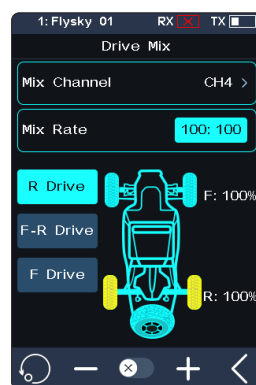 1: Flysky 01 RX TX
Drive Mix
Mix Channel CH4 >
Mix Rate 100: 100
R Drive
F: 100%
F-R Drive
F Drive
R: 100%